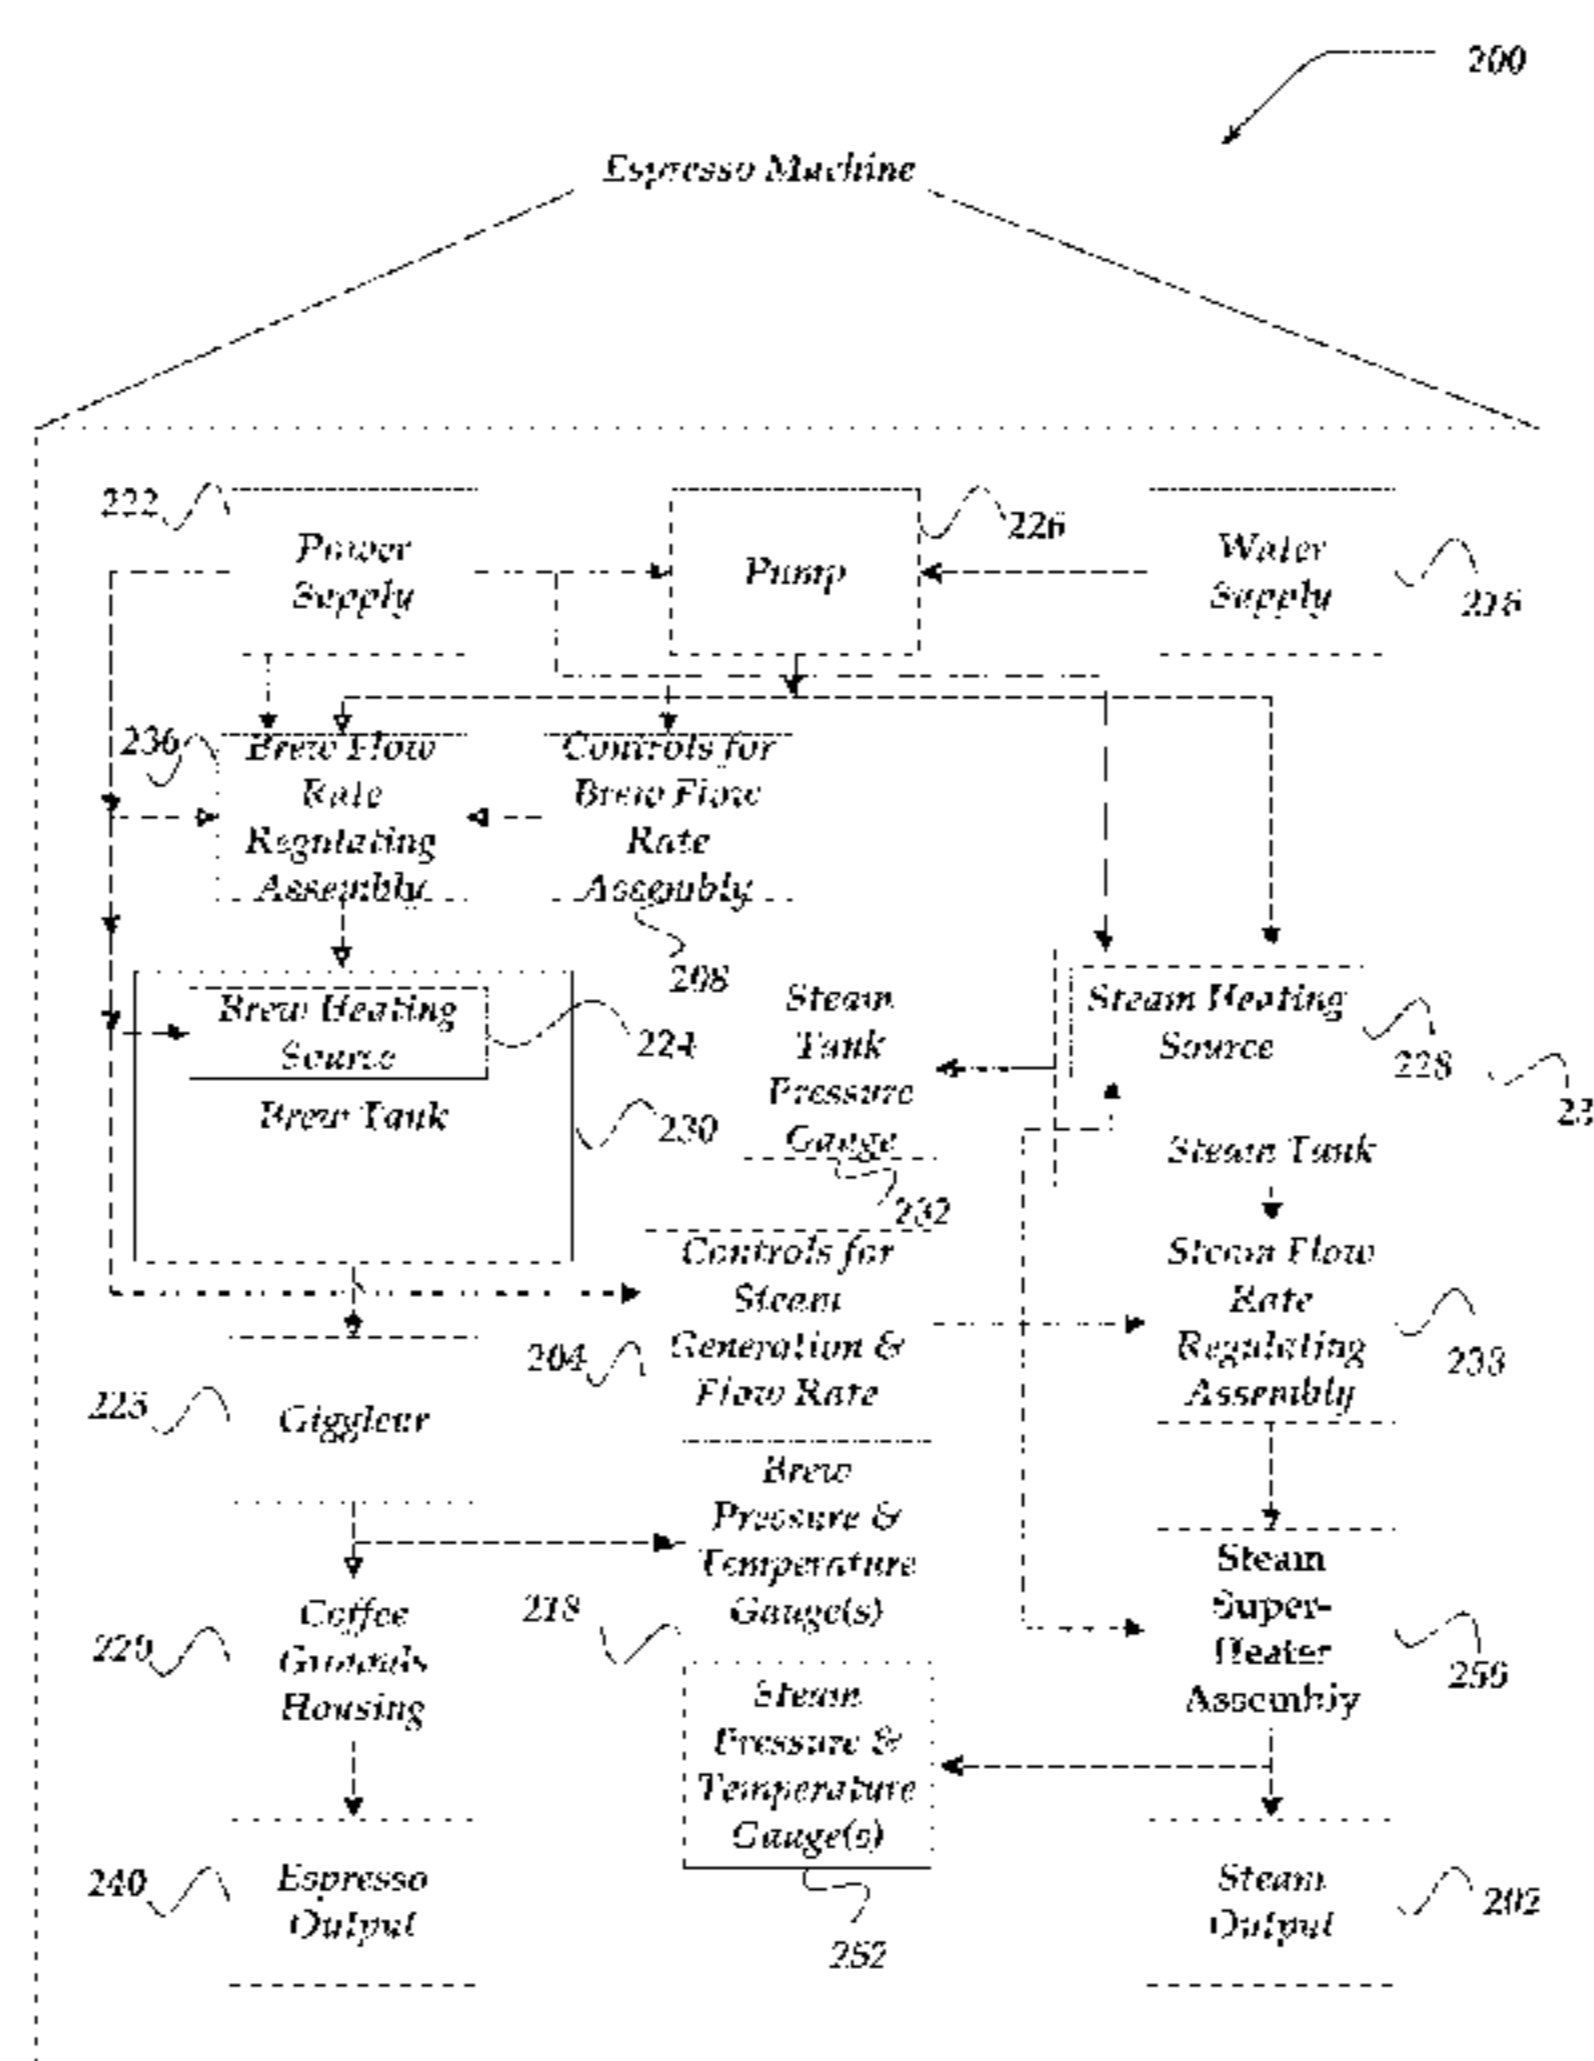 200
Espresso Machine
222
Power
Supply
Pump
226
Water
Supply
216
236
Brew Flow
Rate
Regulating
Assembly
Controls for
Brew Flow
Rate
Assembly
208
Brew Heating
Source
224
Brew Tank
230
Steam
Tank
Pressure
Gauge
232
Steam Heating
Source
228
23
Steam Tank
Controls for
Steam
Generation &
Flow Rate
204
Steam Flow
Rate
Regulating
Assembly
Giggleur
Brew
Pressure &
Temperature
Gauge(s)
218
Coffee
Grounds
Housing
Steam
Super-
Heater
Assembly
Steam
Pressure &
Temperature
Gauge(s)
252
240
Espresso
Output
Steam
Output
202